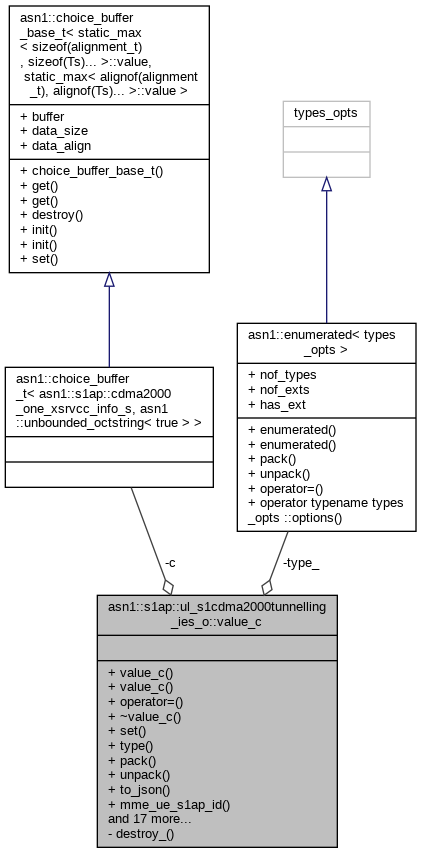 asn1::choice_buffer
_base_t< static_max
< sizeof(alignment_t)
, sizeof(Ts)... >::value,
static_max< alignof(alignment
_t), alignof(Ts)... >::value >
+ buffer
+ data_size
+ data_align
+ choice_buffer_base_t()
+ get()
+ get()
+ destroy()
+ init()
+ init()
+ set()
types_opts
asn1::enumerated< types
_opts >
+ nof_types
+ nof_exts
+ has_ext
+ enumerated()
+ enumerated()
+ pack()
+ unpack()
+ operator=()
+ operator typename types
_opts ::options()
asn1::choice_buffer
_t< asn1::s1ap::cdma2000
_one_xsrvcc_info_s, asn1
::unbounded_octstring< true > >
-c
-type_
asn1::s1ap::ul_s1cdma2000tunnelling
_ies_o::value_c
+ value_c()
+ value_c()
+ operator=()
+ ~value_c()
+ set()
+ type()
+ pack()
+ unpack()
+ to_json()
+ mme_ue_s1ap_id()
and 17 more...
- destroy_()